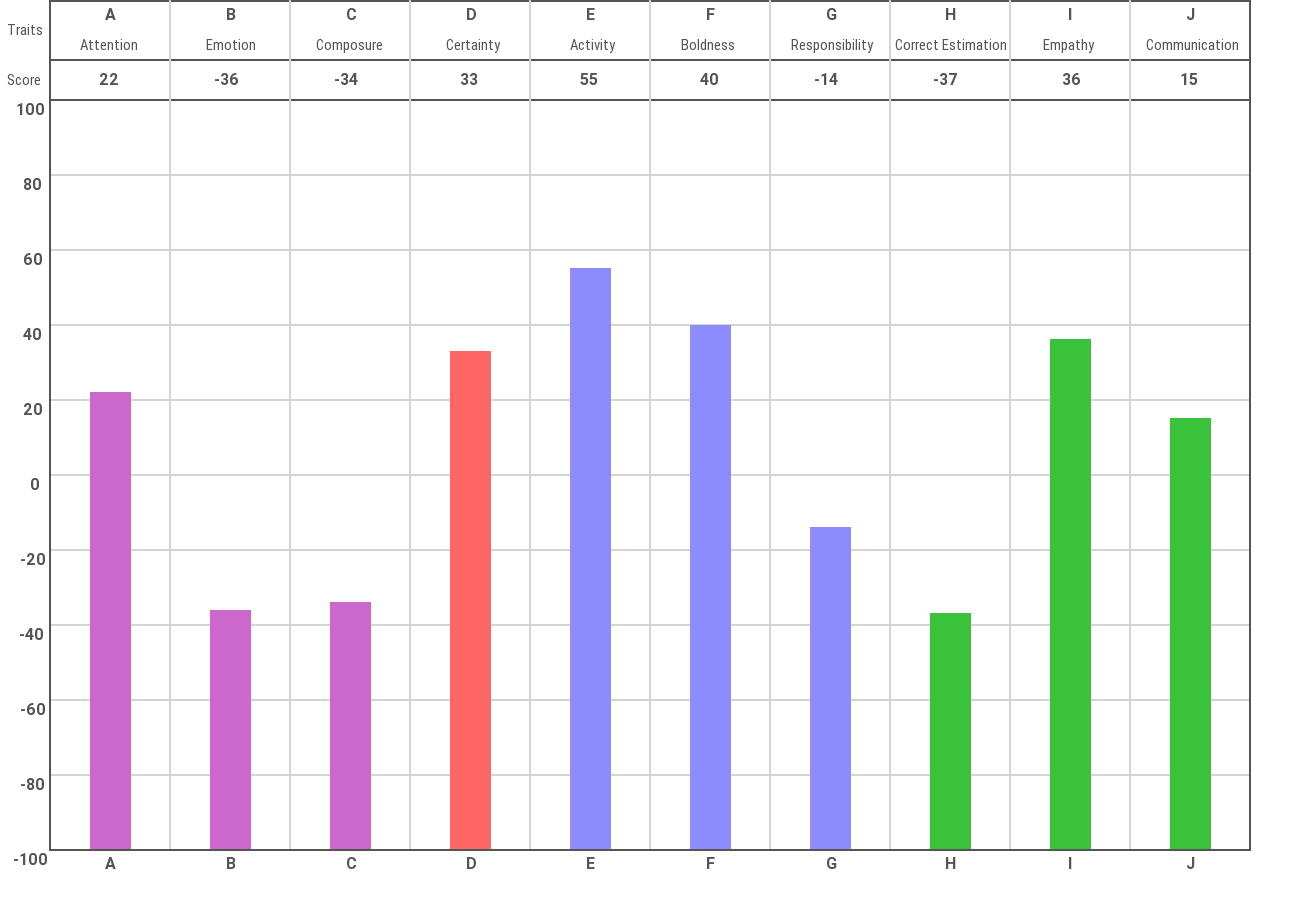 A B C D E F G H I J
Traits
Attention Emotion Composure Certainty Activity Boldness Responsibility Correct Estimation Empathy Communication
Score 22 -36 -34 33 55 40 -14 -37 36 15
100
80
60
40
20
0
-20
-40
-60
-80
-100
A B C D E F G H I J